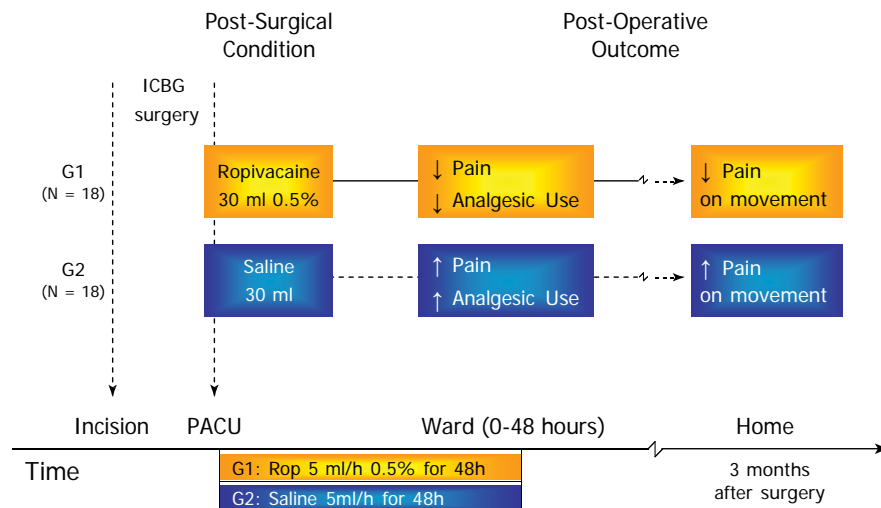 Post-Surgical
Condition
Post-Operative
Outcome
ICBG
surgery
G1
(N = 18)
Ropivacaine
30 ml 0.5%
↓ Pain
↓ Analgesic Use
↓ Pain
on movement
G2
(N = 18)
Saline
30 ml
↑ Pain
↑ Analgesic Use
↑ Pain
on movement
Incision
PACU
Ward (0-48 hours)
Home
Time
G1: Rop 5 ml/h 0.5% for 48h
G2: Saline 5ml/h for 48h
3 months
after surgery